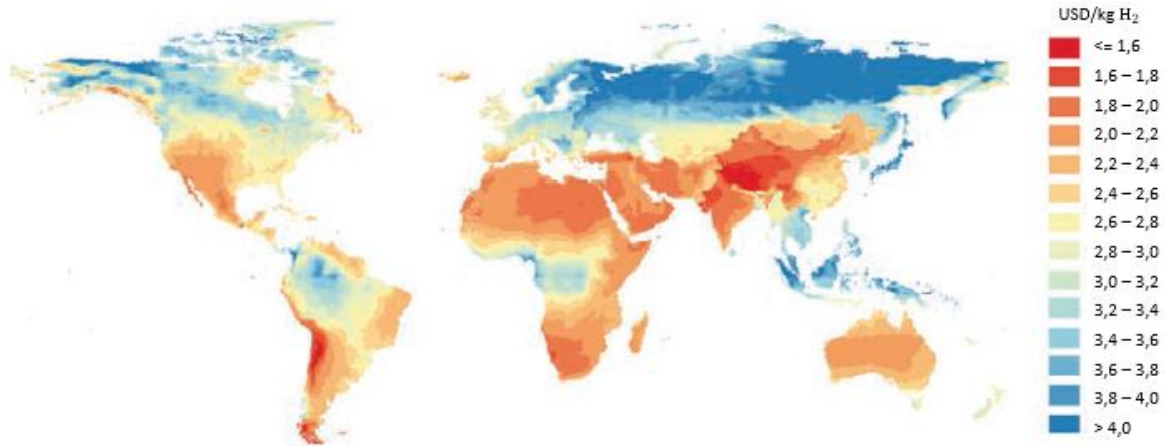 USD/kg H₂
<= 1,6
1,6 – 1,8
1,8 – 2,0
2,0 – 2,2
2,2 – 2,4
2,4 – 2,6
2,6 – 2,8
2,8 – 3,0
3,0 – 3,2
3,2 – 3,4
3,4 – 3,6
3,6 – 3,8
3,8 – 4,0
> 4,0